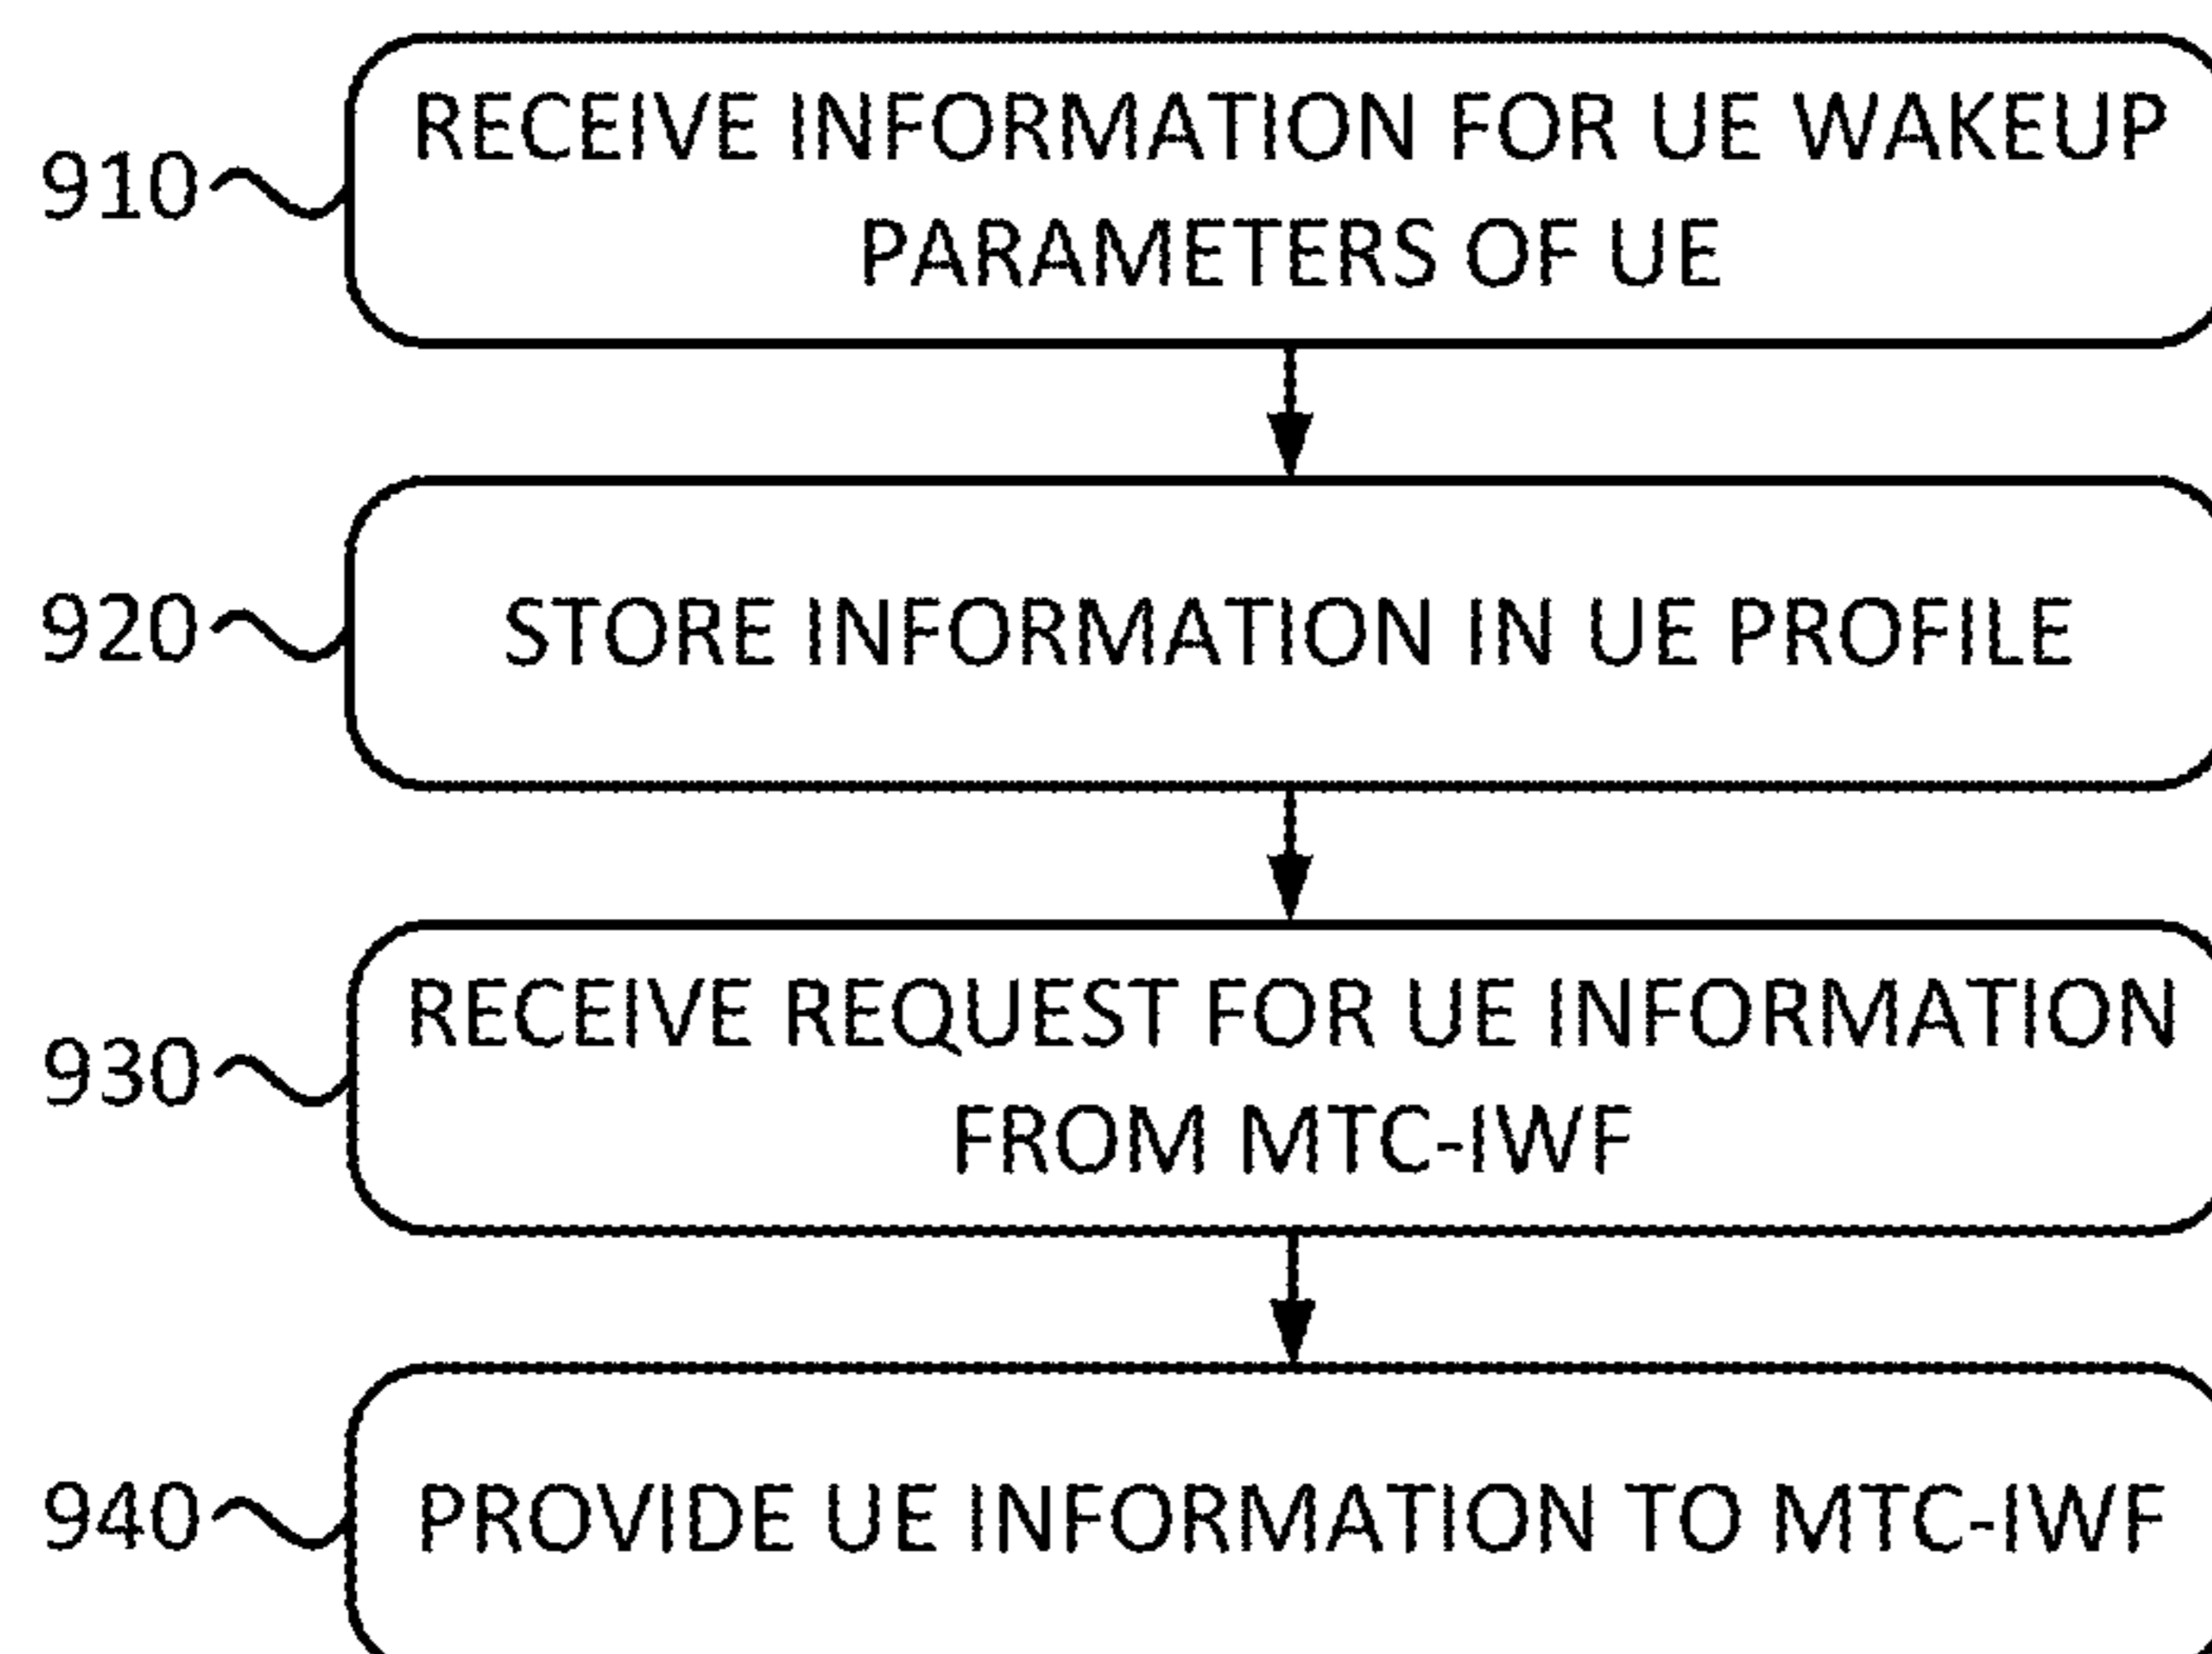 910
RECEIVE INFORMATION FOR UE WAKEUP
PARAMETERS OF UE
920
STORE INFORMATION IN UE PROFILE
930
RECEIVE REQUEST FOR UE INFORMATION
FROM MTC-IWF
940
PROVIDE UE INFORMATION TO MTC-IWF